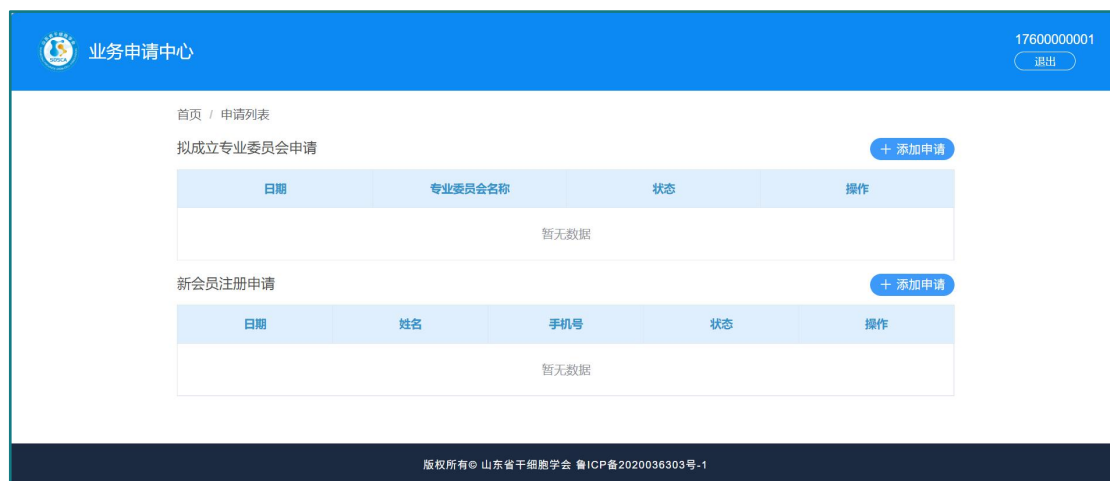 SDSCA
业务申请中心
17600000001
退出
首页 / 申请列表
拟成立专业委员会申请
+ 添加申请
日期 专业委员会名称 状态 操作
暂无数据
新会员注册申请
+ 添加申请
日期 姓名 手机号 状态 操作
暂无数据
版权所有© 山东省干细胞学会 鲁ICP备2020036303号-1